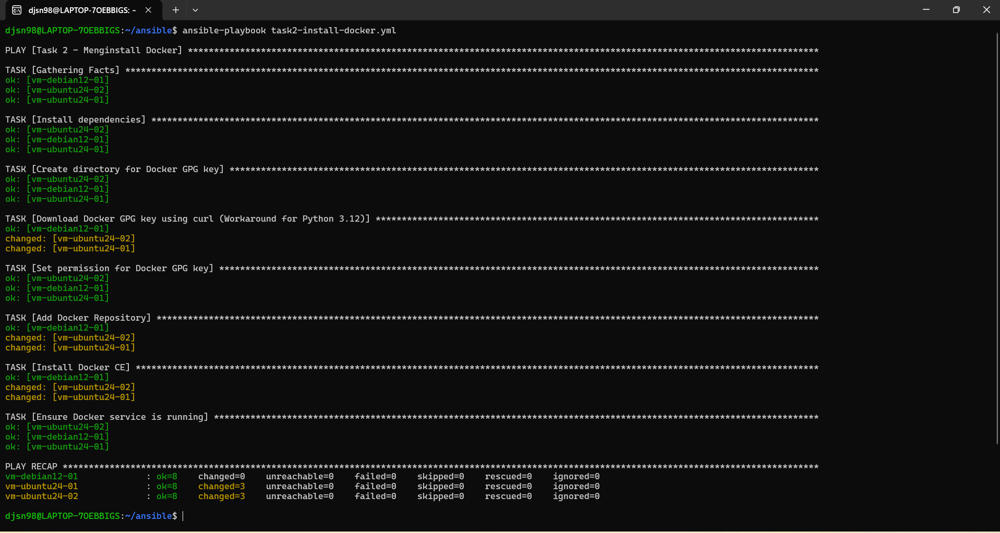 djsn98@LAPTOP-7OEBBIGS: ~
djsn98@LAPTOP-7OEBBIGS:~/ansible$ ansible-playbook task2-install-docker.yml
PLAY [Task 2 - Menginstall Docker] *************************************************************************************************************************
TASK [Gathering Facts] *************************************************************************************************************************************
ok: [vm-debian12-01]
ok: [vm-ubuntu24-02]
ok: [vm-ubuntu24-01]
TASK [Install dependencies] ********************************************************************************************************************************
ok: [vm-ubuntu24-02]
ok: [vm-debian12-01]
ok: [vm-ubuntu24-01]
TASK [Create directory for Docker GPG key] *****************************************************************************************************************
ok: [vm-ubuntu24-02]
ok: [vm-debian12-01]
ok: [vm-ubuntu24-01]
TASK [Download Docker GPG key using curl (Workaround for Python 3.12)] *************************************************************************************
ok: [vm-debian12-01]
changed: [vm-ubuntu24-02]
changed: [vm-ubuntu24-01]
TASK [Set permission for Docker GPG key] *******************************************************************************************************************
ok: [vm-ubuntu24-02]
ok: [vm-debian12-01]
ok: [vm-ubuntu24-01]
TASK [Add Docker Repository] *******************************************************************************************************************************
ok: [vm-debian12-01]
changed: [vm-ubuntu24-02]
changed: [vm-ubuntu24-01]
TASK [Install Docker CE] ***********************************************************************************************************************************
ok: [vm-debian12-01]
changed: [vm-ubuntu24-02]
changed: [vm-ubuntu24-01]
TASK [Ensure Docker service is running] ********************************************************************************************************************
ok: [vm-ubuntu24-02]
ok: [vm-debian12-01]
ok: [vm-ubuntu24-01]
PLAY RECAP *************************************************************************************************************************************************
vm-debian12-01 : ok=8 changed=0 unreachable=0 failed=0 skipped=0 rescued=0 ignored=0
vm-ubuntu24-01 : ok=8 changed=3 unreachable=0 failed=0 skipped=0 rescued=0 ignored=0
vm-ubuntu24-02 : ok=8 changed=3 unreachable=0 failed=0 skipped=0 rescued=0 ignored=0
djsn98@LAPTOP-7OEBBIGS:~/ansible$